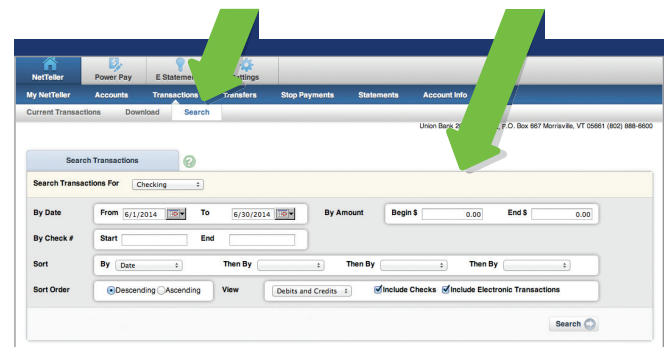 NetTeller Power Pay E Statements Settings
My NetTeller Accounts Transactions Transfers Stop Payments Statements Account Info
Current Transactions Download Search
Union Bank P.O. Box 667 Morrisville, VT 05661 (802) 888-6600
Search Transactions
Search Transactions For Checking
By Date From 6/1/2014 To 6/30/2014 By Amount Begin $ 0.00 End $ 0.00
By Check # Start End
Sort By Date Then By Then By Then By
Sort Order Descending Ascending View Debits and Credits Include Checks Include Electronic Transactions
Search